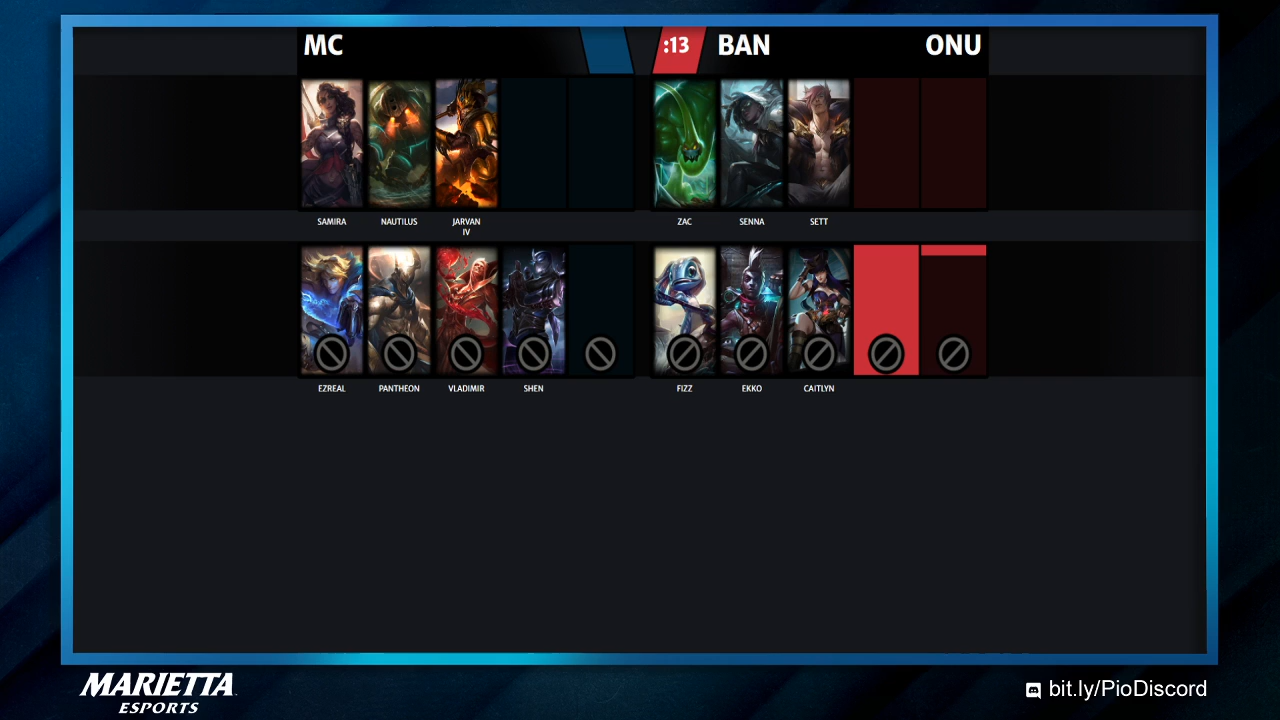 MC
:13 BAN ONU
SAMIRA NAUTILUS JARVAN IV
ZAC SENNA SETT
EZREAL PANTHEON VLADIMIR SHEN
FIZZ EKKO CAITLYN
MARIETTA
ESPORTS
bit.ly/PioDiscord